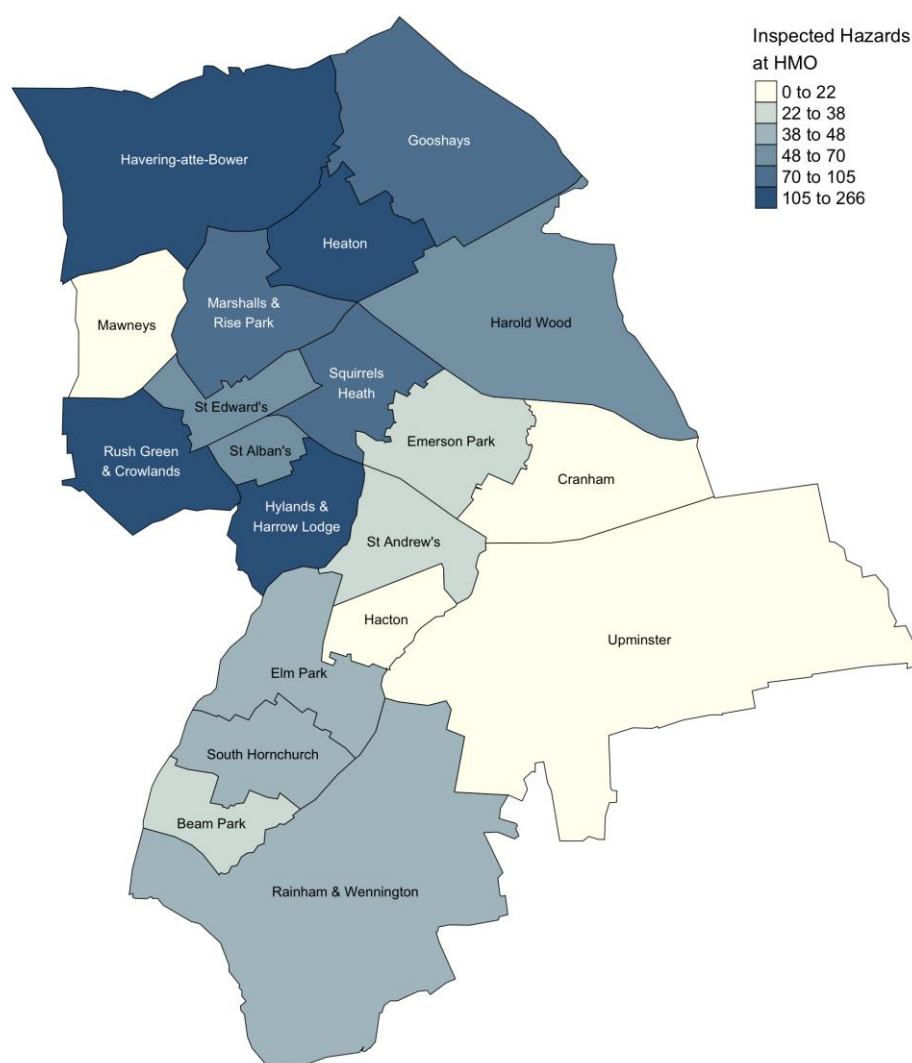 Inspected Hazards
at HMO
0 to 22
22 to 38
38 to 48
48 to 70
70 to 105
105 to 266
Gooshays
Havering-atte-Bower
Heaton
Marshalls &
Rise Park
Mawneys
Harold Wood
Squirrels
Heath
St Edward's
Emerson Park
Rush Green
& Crowlands
St Alban's
Cranham
Hylands &
Harrow Lodge
St Andrew's
Hacton
Upminster
Elm Park
South Hornchurch
Beam Park
Rainham & Wennington